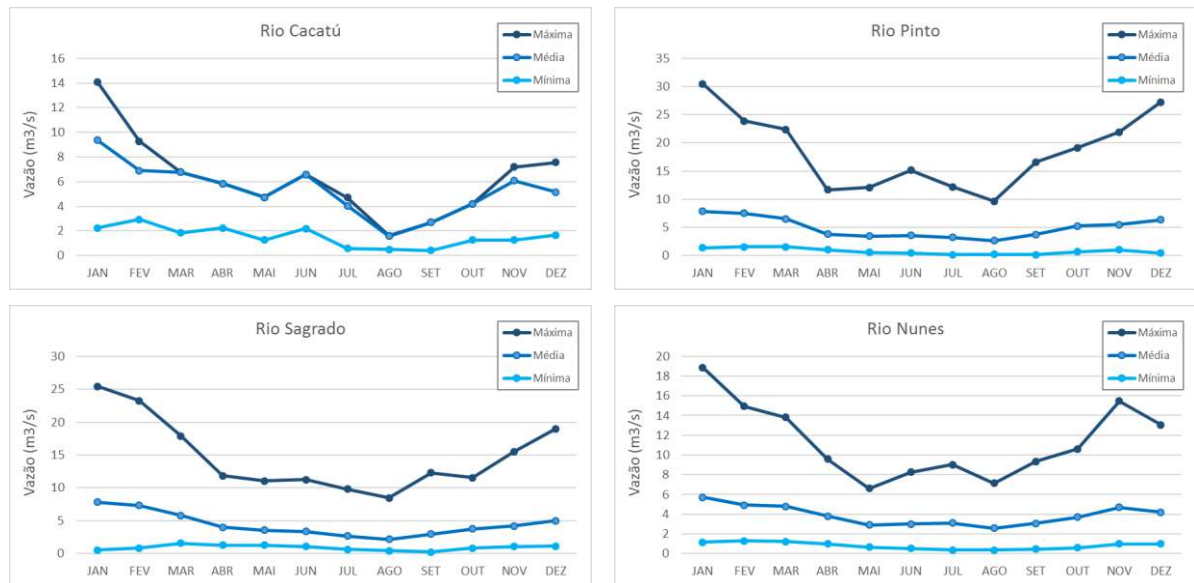 Rio Cacatú
Máxima
Média
Mínima
Vazão (m3/s)
16
14
12
10
8
6
4
2
0
JAN FEV MAR ABR MAI JUN JUL AGO SET OUT NOV DEZ
Rio Pinto
Máxima
Média
Mínima
Vazão (m3/s)
35
30
25
20
15
10
5
0
JAN FEV MAR ABR MAI JUN JUL AGO SET OUT NOV DEZ
Rio Sagrado
Máxima
Média
Mínima
Vazão (m3/s)
30
25
20
15
10
5
0
JAN FEV MAR ABR MAI JUN JUL AGO SET OUT NOV DEZ
Rio Nunes
Máxima
Média
Mínima
Vazão (m3/s)
20
18
16
14
12
10
8
6
4
2
0
JAN FEV MAR ABR MAI JUN JUL AGO SET OUT NOV DEZ